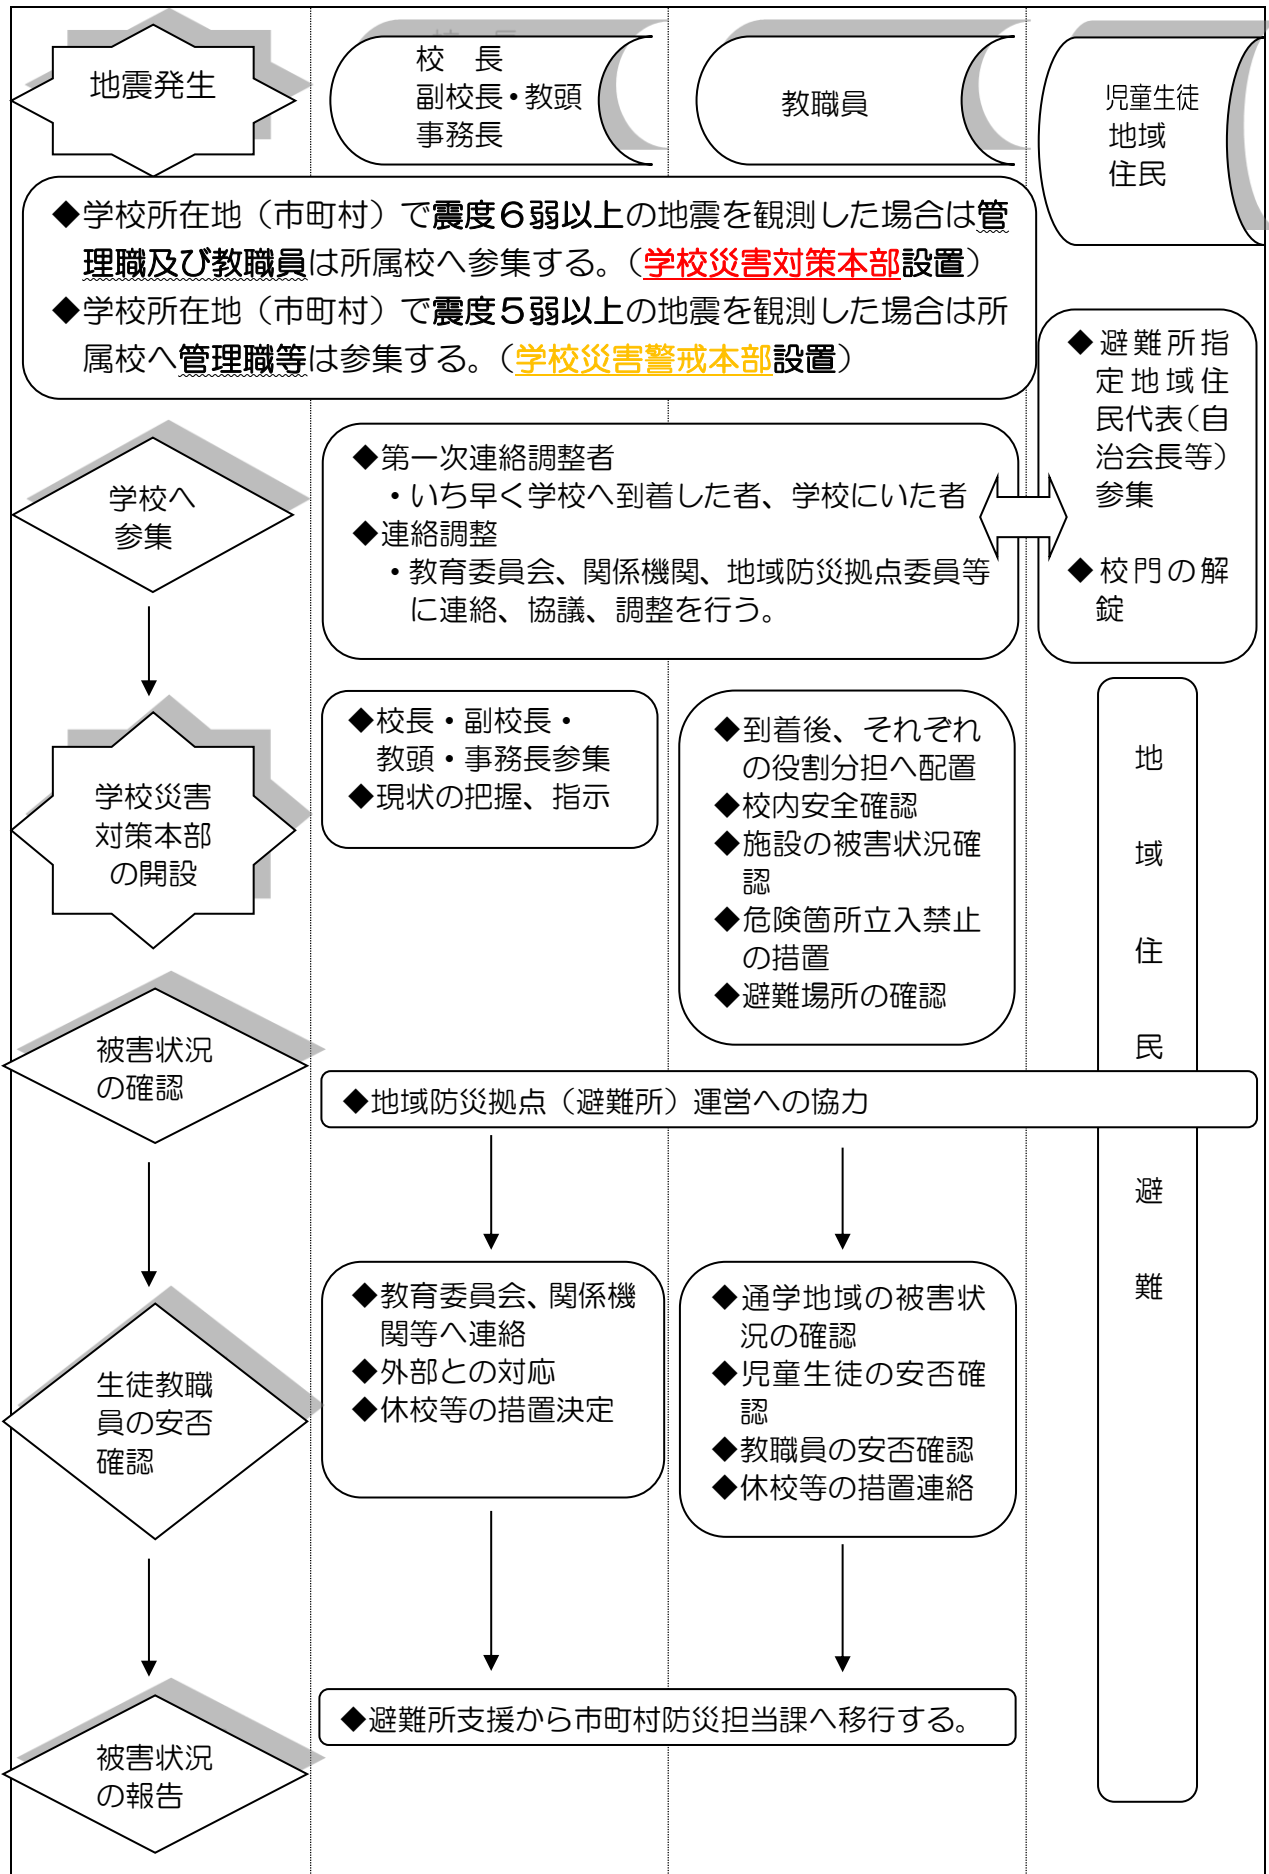 地震発生
校　長
副校長・教頭
事務長
教職員
児童生徒
地域
住民
◆学校所在地（市町村）で震度６弱以上の地震を観測した場合は管
理職及び教職員は所属校へ参集する。（学校災害対策本部設置）
◆学校所在地（市町村）で震度５弱以上の地震を観測した場合は所
属校へ管理職等は参集する。（学校災害警戒本部設置）
学校へ
参集
◆第一次連絡調整者
・いち早く学校へ到着した者、学校にいた者
◆連絡調整
・教育委員会、関係機関、地域防災拠点委員等
に連絡、協議、調整を行う。
◆避難所指
定地域住
民代表（自
治会長等）
参集
◆校門の解
錠
学校災害
対策本部
の開設
◆校長・副校長・
教頭・事務長参集
◆現状の把握、指示
◆到着後、それぞれ
の役割分担へ配置
◆校内安全確認
◆施設の被害状況確
認
◆危険箇所立入禁止
の措置
◆避難場所の確認
地域住民避難
被害状況
の確認
◆地域防災拠点（避難所）運営への協力
生徒教職
員の安否
確認
◆教育委員会、関係機
関等へ連絡
◆外部との対応
◆休校等の措置決定
◆通学地域の被害状
況の確認
◆児童生徒の安否確
認
◆教職員の安否確認
◆休校等の措置連絡
被害状況
の報告
◆避難所支援から市町村防災担当課へ移行する。